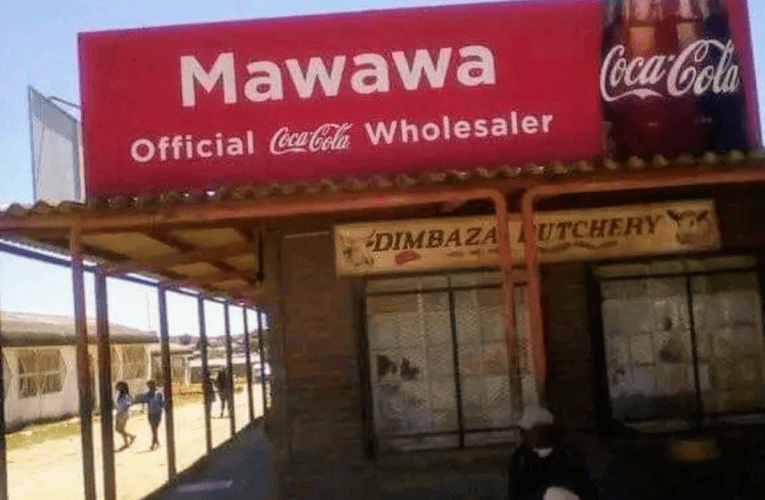 Mawawa
Official Coca-Cola Wholesaler
Coca-Cola
DIMBAZA BUTCHERY